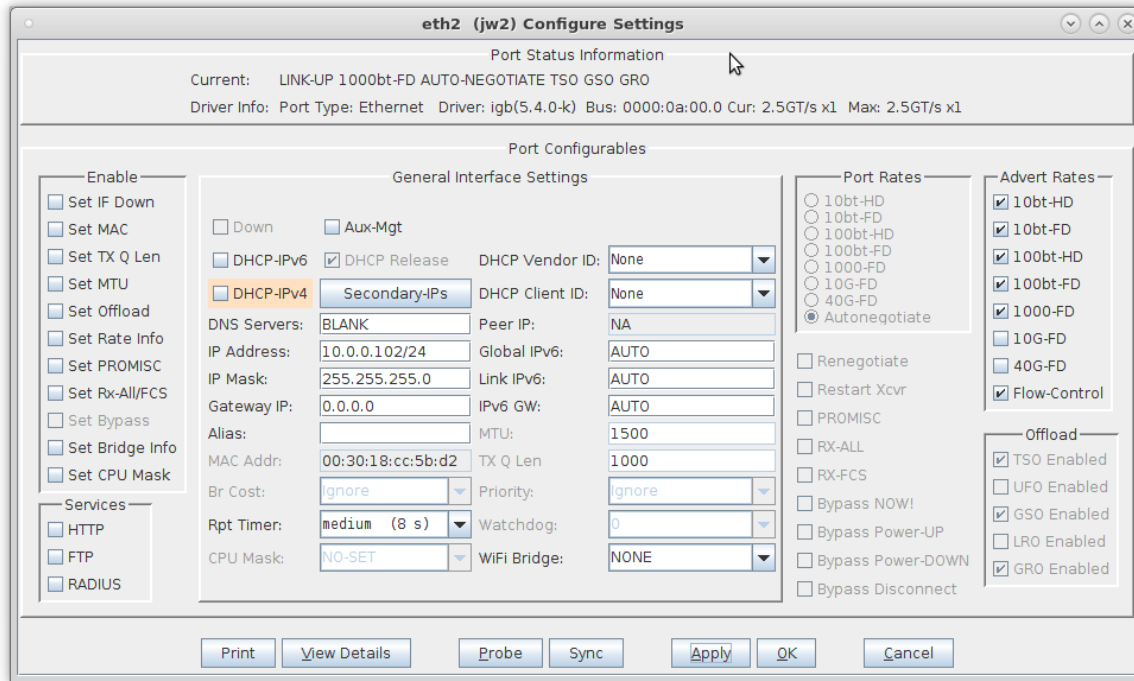 eth2 (jw2) Configure Settings
Port Status Information
Current: LINK-UP 1000bt-FD AUTO-NEGOTIATE TSO GSO GRO
Driver Info: Port Type: Ethernet Driver: igb(5.4.0-k) Bus: 0000:0a:00.0 Cur: 2.5GT/s x1 Max: 2.5GT/s x1
Port Configurables
Enable
Set IF Down
Set MAC
Set TX Q Len
Set MTU
Set Offload
Set Rate Info
Set PROMISC
Set Rx-All/FCS
Set Bypass
Set Bridge Info
Set CPU Mask
Services
HTTP
FTP
RADIUS
General Interface Settings
Down Aux-Mgt
DHCP-IPv6 DHCP Release DHCP Vendor ID: None
DHCP-IPv4 Secondary-IPs DHCP Client ID: None
DNS Servers: BLANK Peer IP: NA
IP Address: 10.0.0.102/24 Global IPv6: AUTO
IP Mask: 255.255.255.0 Link IPv6: AUTO
Gateway IP: 0.0.0.0 IPv6 GW: AUTO
Alias: MTU: 1500
MAC Addr: 00:30:18:cc:5b:d2 TX Q Len 1000
Br Cost: Ignore Priority: Ignore
Rpt Timer: medium (8 s) Watchdog: 0
CPU Mask: NO-SET WiFi Bridge: NONE
Port Rates
10bt-HD
10bt-FD
100bt-HD
100bt-FD
1000-FD
10G-FD
40G-FD
Autonegotiate
Renegotiate
Restart Xcvr
PROMISC
RX-ALL
RX-FCS
Bypass NOW!
Bypass Power-UP
Bypass Power-DOWN
Bypass Disconnect
Advert Rates
10bt-HD
10bt-FD
100bt-HD
100bt-FD
1000-FD
10G-FD
40G-FD
Flow-Control
Offload
TSO Enabled
UFO Enabled
GSO Enabled
LRO Enabled
GRO Enabled
Print View Details Probe Sync Apply OK Cancel